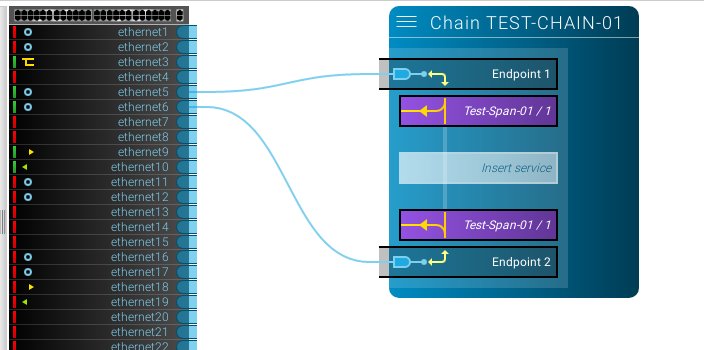 ethernet1
ethernet2
ethernet3
ethernet4
ethernet5
ethernet6
ethernet7
ethernet8
ethernet9
ethernet10
ethernet11
ethernet12
ethernet13
ethernet14
ethernet15
ethernet16
ethernet17
ethernet18
ethernet19
ethernet20
ethernet21
ethernet22
Chain TEST-CHAIN-01
Endpoint 1
Test-Span-01 / 1
Insert service
Test-Span-01 / 1
Endpoint 2